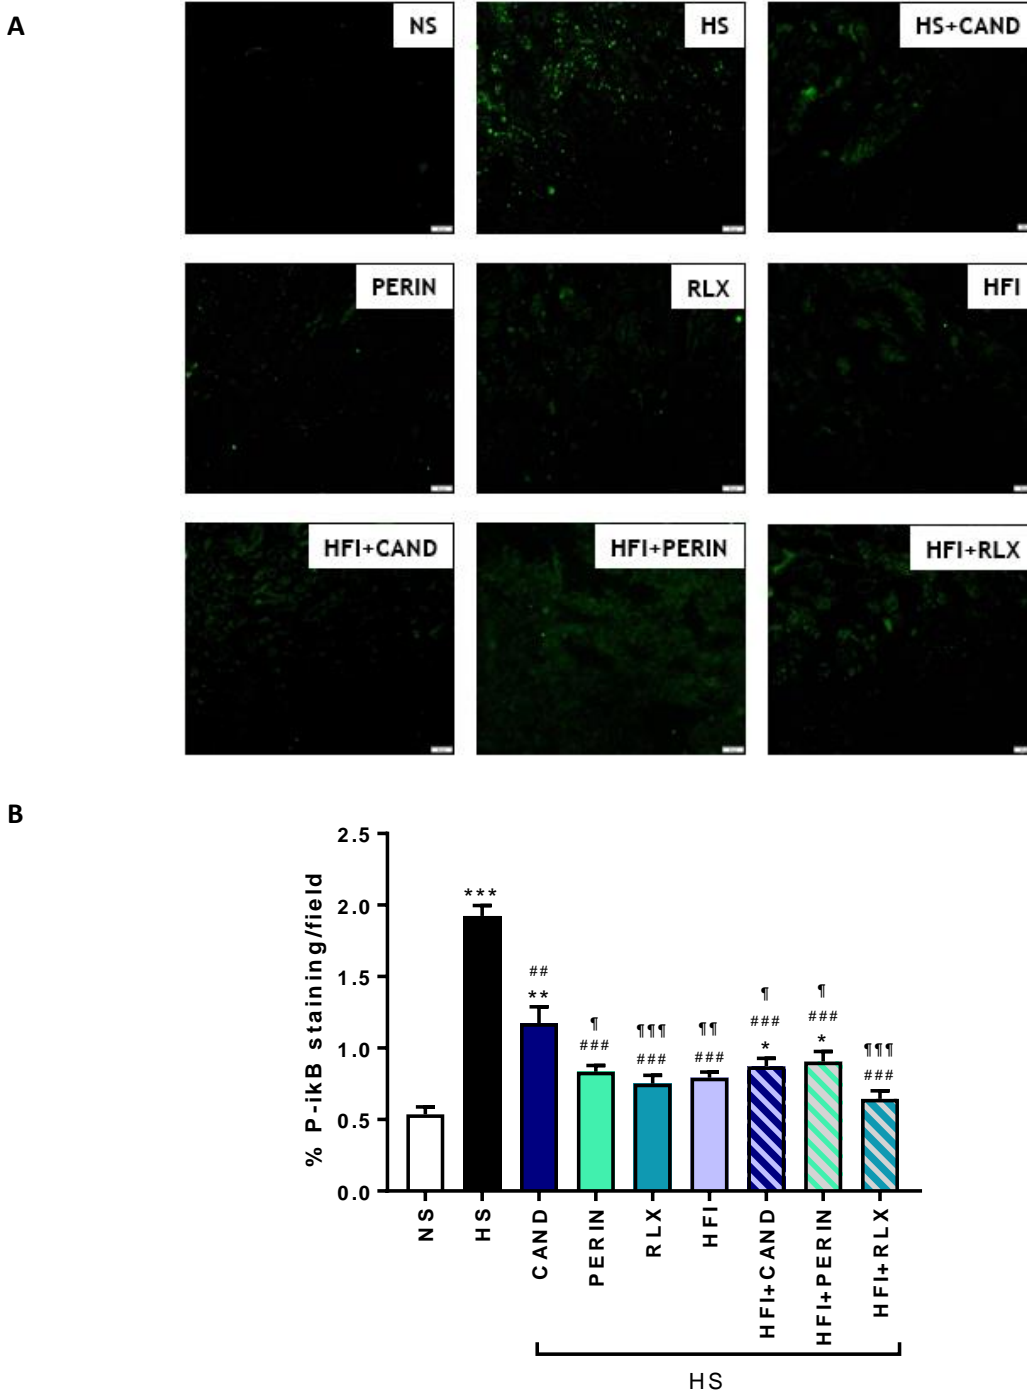 A
NS
HS
HS+CAND
PERIN
RLX
HFI
HFI+CAND
HFI+PERIN
HFI+RLX
B
% P-ikB staining/field
2.5
2.0
1.5
1.0
0.5
0.0
***
##
**
¶
###
¶¶¶
###
¶¶
###
¶
###
*
¶
###
*
¶¶¶
###
NS
HS
CAND
PERIN
RLX
HFI
HFI+CAND
HFI+PERIN
HFI+RLX
HS